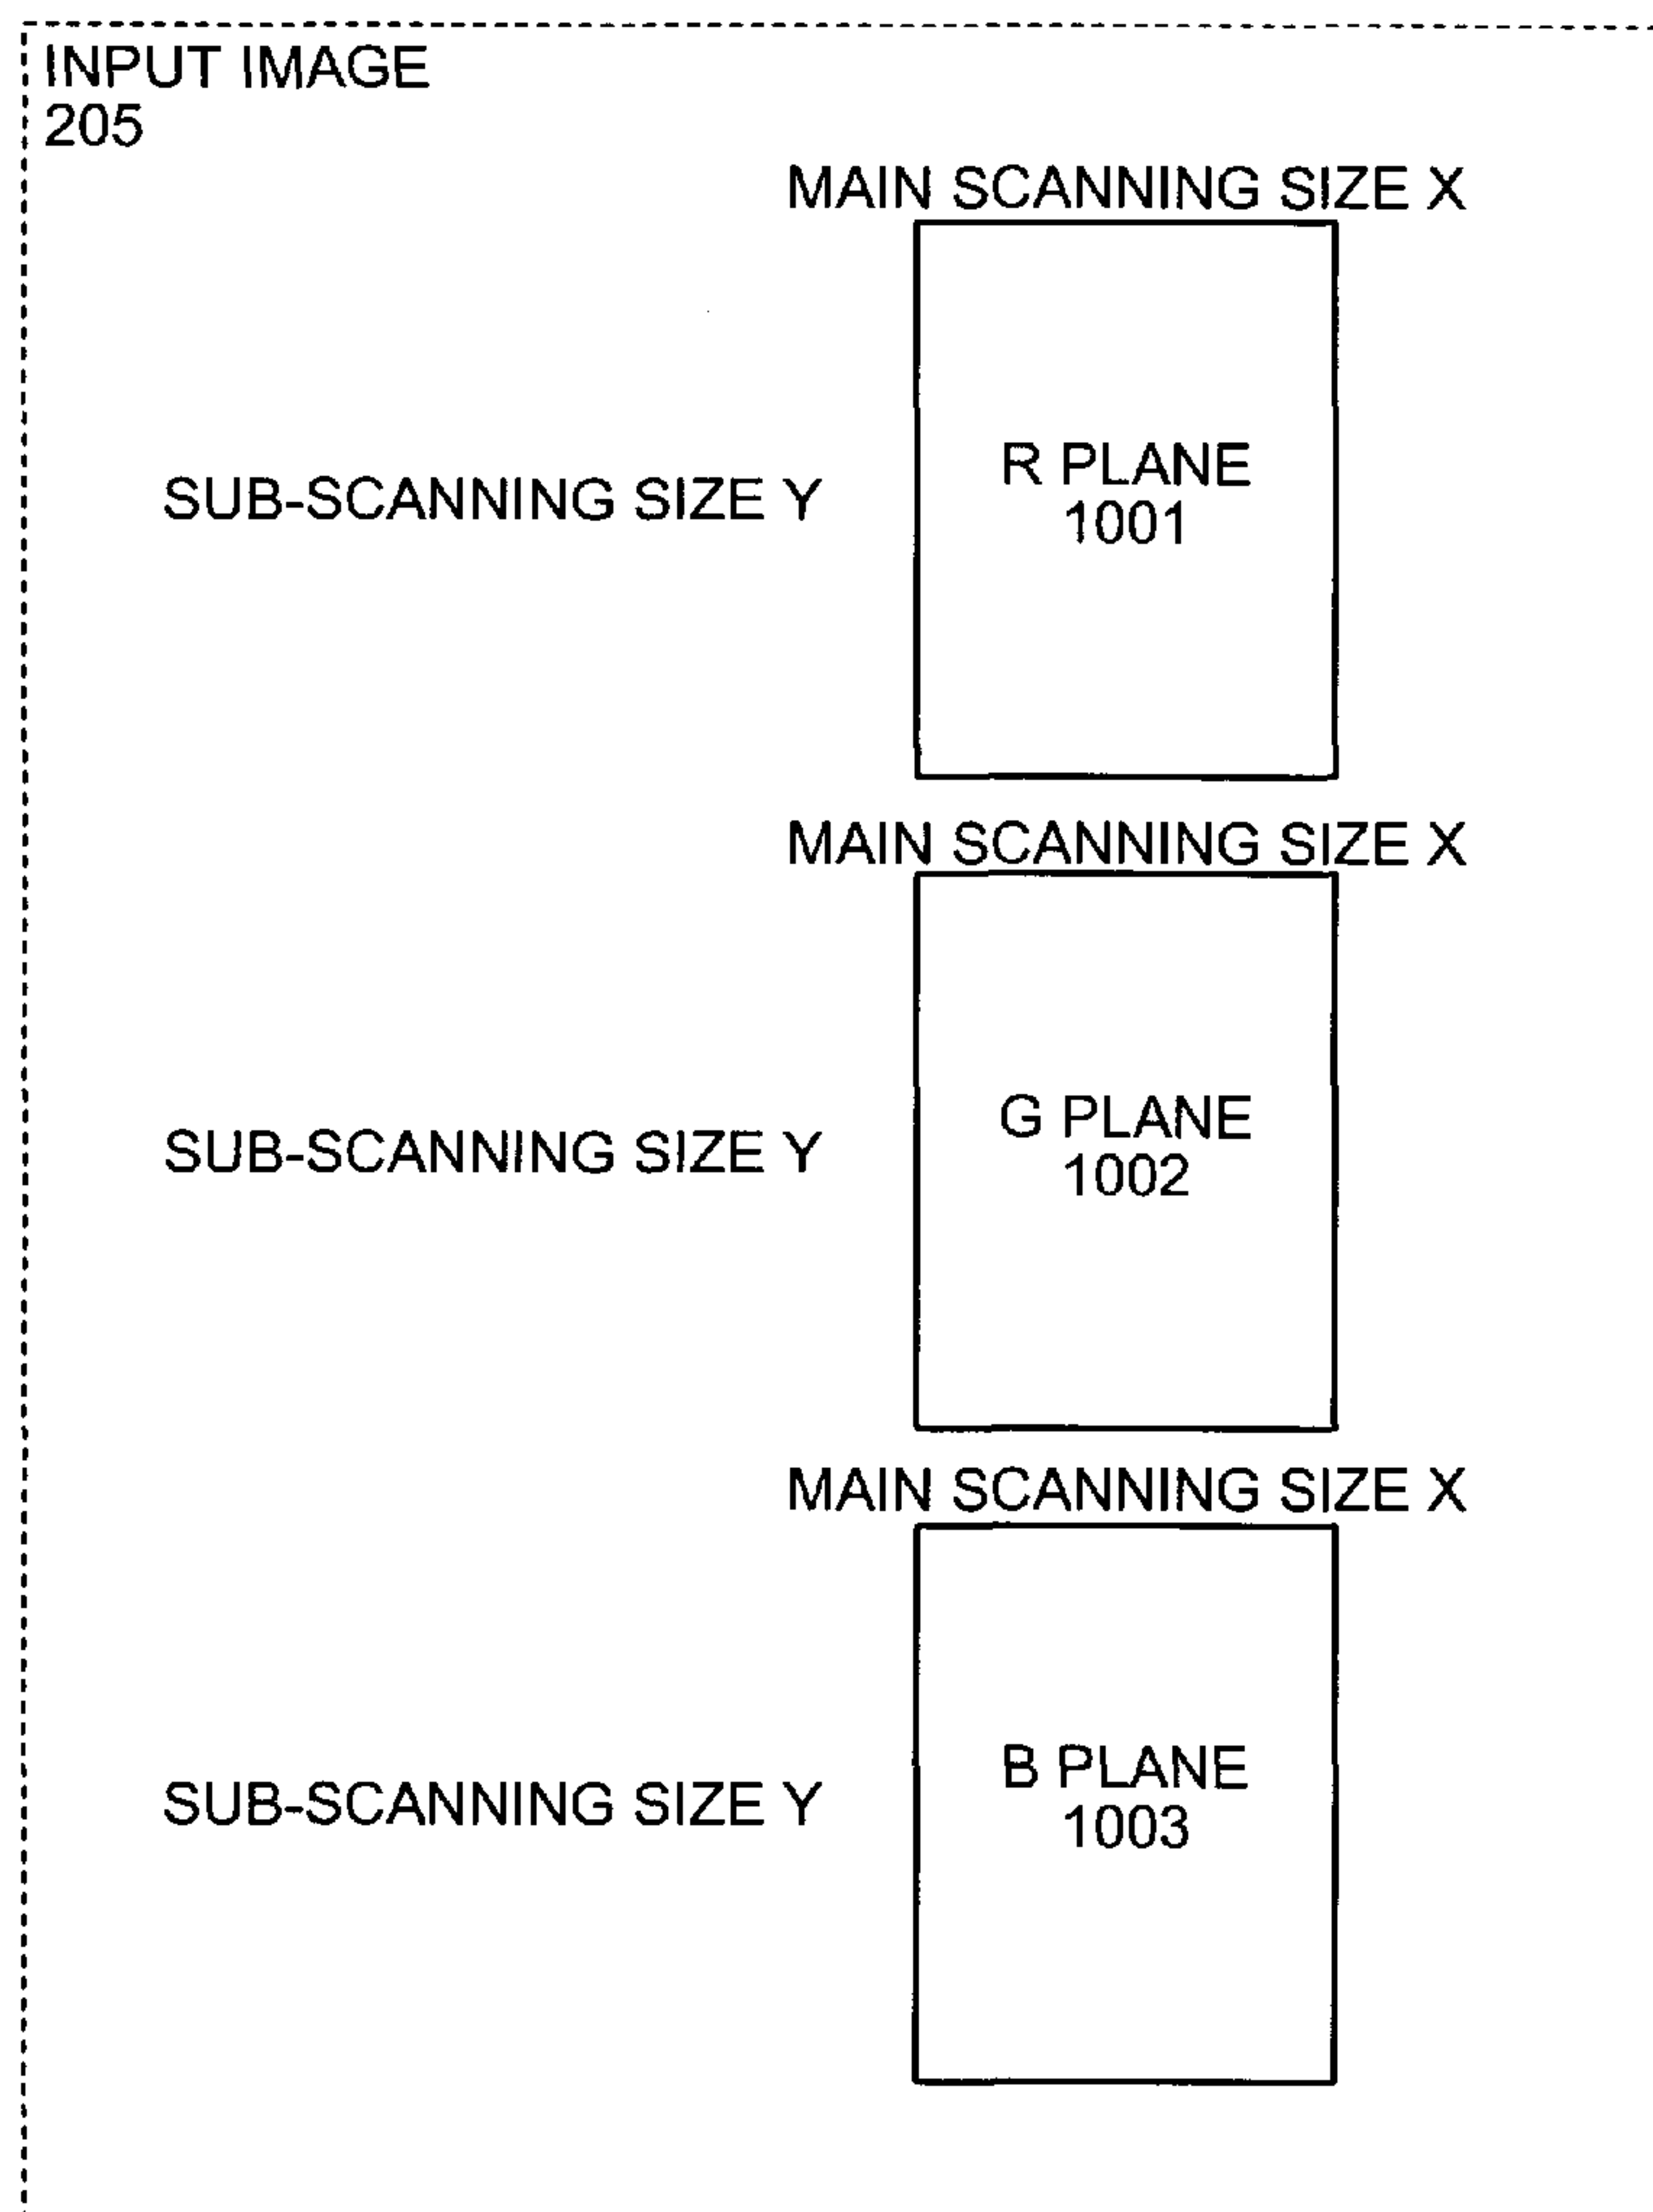 INPUT IMAGE
205
MAIN SCANNING SIZE X
R PLANE
SUB-SCANNING SIZE Y
1001
MAIN SCANNING SIZE X
G PLANE
SUB-SCANNING SIZE Y
1002
MAIN SCANNING SIZE X
B PLANE
SUB-SCANNING SIZE Y
1003